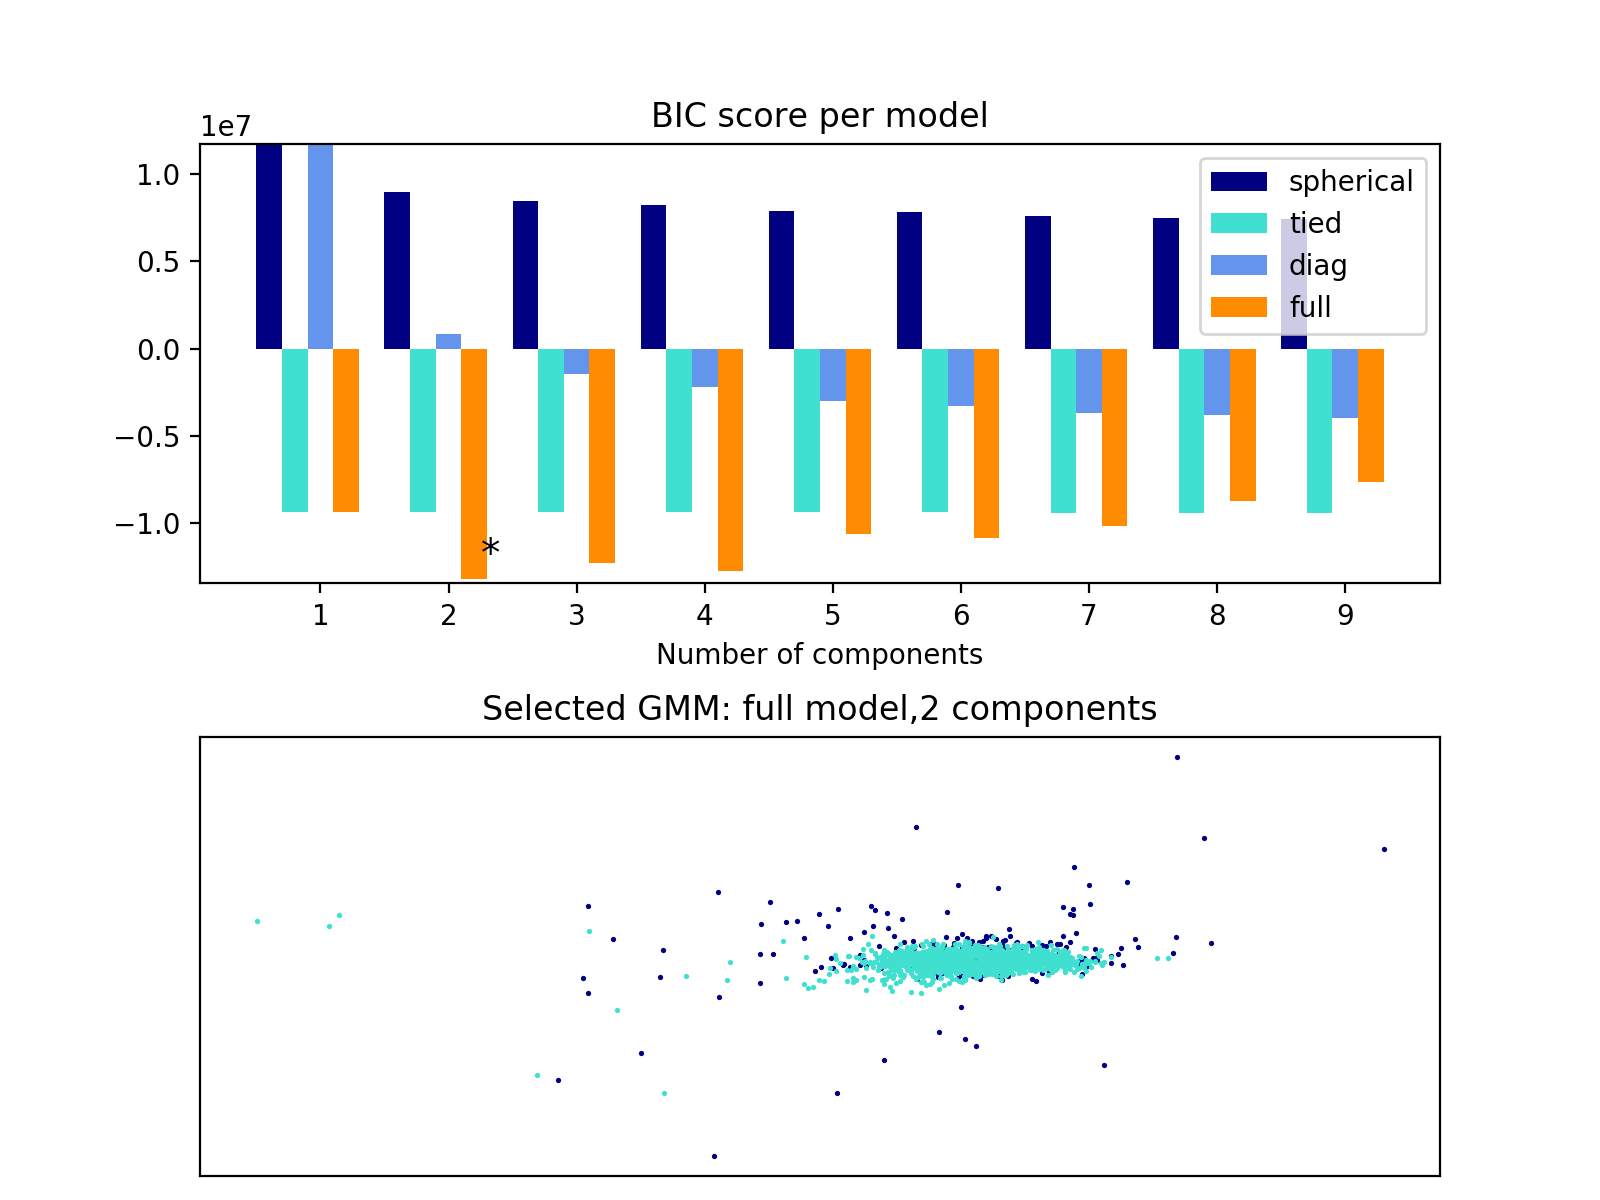 BIC score per model
1e7
1.0
0.5
0.0
−0.5
−1.0
spherical
tied
diag
full
*
1 2 3 4 5 6 7 8 9
Number of components
Selected GMM: full model,2 components